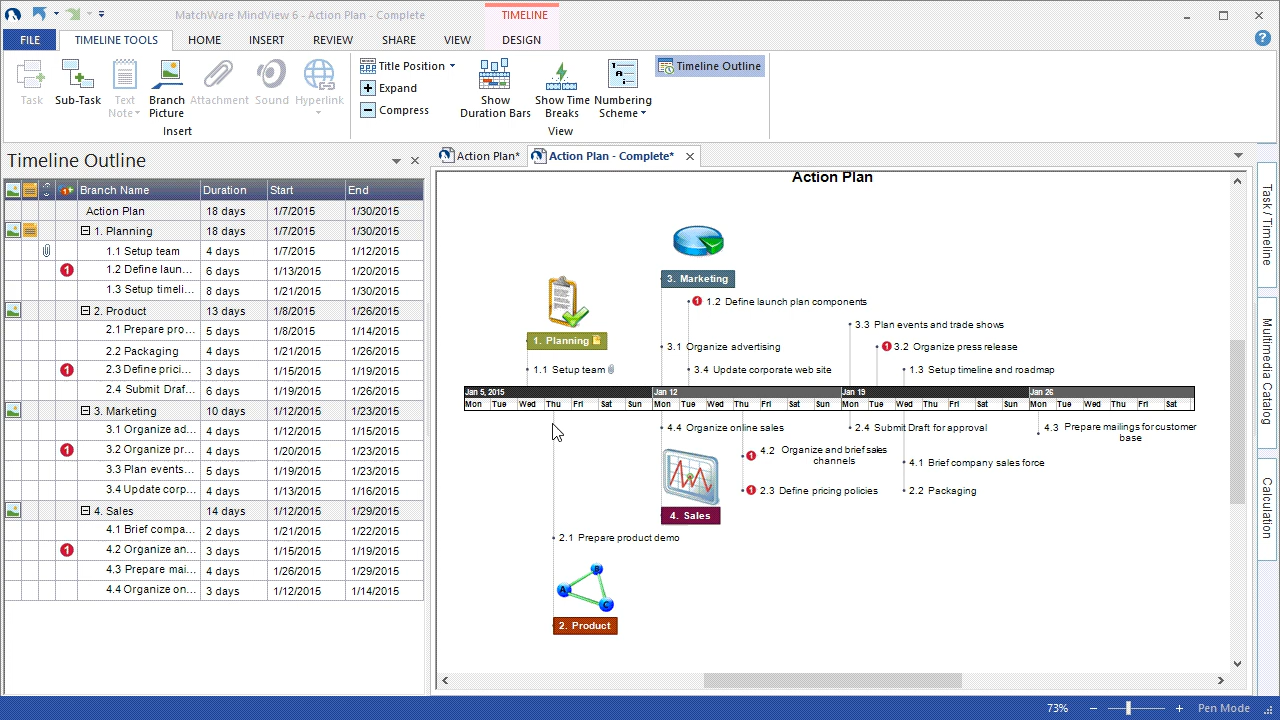 MatchWare MindView 6 - Action Plan - Complete
TIMELINE
FILE TIMELINE TOOLS HOME INSERT REVIEW SHARE VIEW DESIGN
Task Sub-Task Text Note Branch Picture Attachment Sound Hyperlink
Insert
Title Position
Expand
Compress
Show Duration Bars Show Time Breaks Numbering Scheme
Timeline Outline
View
Timeline Outline
Branch Name Duration Start End
Action Plan 18 days 1/7/2015 1/30/2015
1. Planning 18 days 1/7/2015 1/30/2015
1.1 Setup team 4 days 1/7/2015 1/12/2015
1 1.2 Define laun... 6 days 1/13/2015 1/20/2015
1.3 Setup timeli... 8 days 1/21/2015 1/30/2015
2. Product 13 days 1/8/2015 1/26/2015
2.1 Prepare pro... 5 days 1/8/2015 1/14/2015
2.2 Packaging 4 days 1/21/2015 1/26/2015
1 2.3 Define prici... 4 days 1/15/2015 1/19/2015
2.4 Submit Draf... 6 days 1/19/2015 1/26/2015
3. Marketing 10 days 1/12/2015 1/23/2015
3.1 Organize ad... 4 days 1/12/2015 1/15/2015
1 3.2 Organize pr... 4 days 1/20/2015 1/23/2015
3.3 Plan events... 5 days 1/19/2015 1/23/2015
3.4 Update corp... 4 days 1/13/2015 1/16/2015
4. Sales 14 days 1/12/2015 1/29/2015
4.1 Brief compa... 2 days 1/21/2015 1/22/2015
1 4.2 Organize an... 3 days 1/15/2015 1/19/2015
4.3 Prepare mai... 4 days 1/26/2015 1/29/2015
4.4 Organize on... 3 days 1/12/2015 1/14/2015
Action Plan* Action Plan - Complete*
Action Plan
3. Marketing
1 1.2 Define launch plan components
3.3 Plan events and trade shows
1. Planning
3.1 Organize advertising
1 3.2 Organize press release
1.1 Setup team
3.4 Update corporate web site
1.3 Setup timeline and roadmap
Jan 5, 2015 Jan 12 Jan 19 Jan 26
Mon Tue Wed Thu Fri Sat Sun Mon Tue Wed Thu Fri Sat Sun Mon Tue Wed Thu Fri Sat Sun Mon Tue Wed Thu Fri Sat
4.4 Organize online sales
2.4 Submit Draft for approval
4.3 Prepare mailings for customer
base
1 4.2 Organize and brief sales
channels
4.1 Brief company sales force
1 2.3 Define pricing policies
2.2 Packaging
4. Sales
2.1 Prepare product demo
A B C
2. Product
Task / Timeline
Multimedia Catalog
Calculation
73% Pen Mode